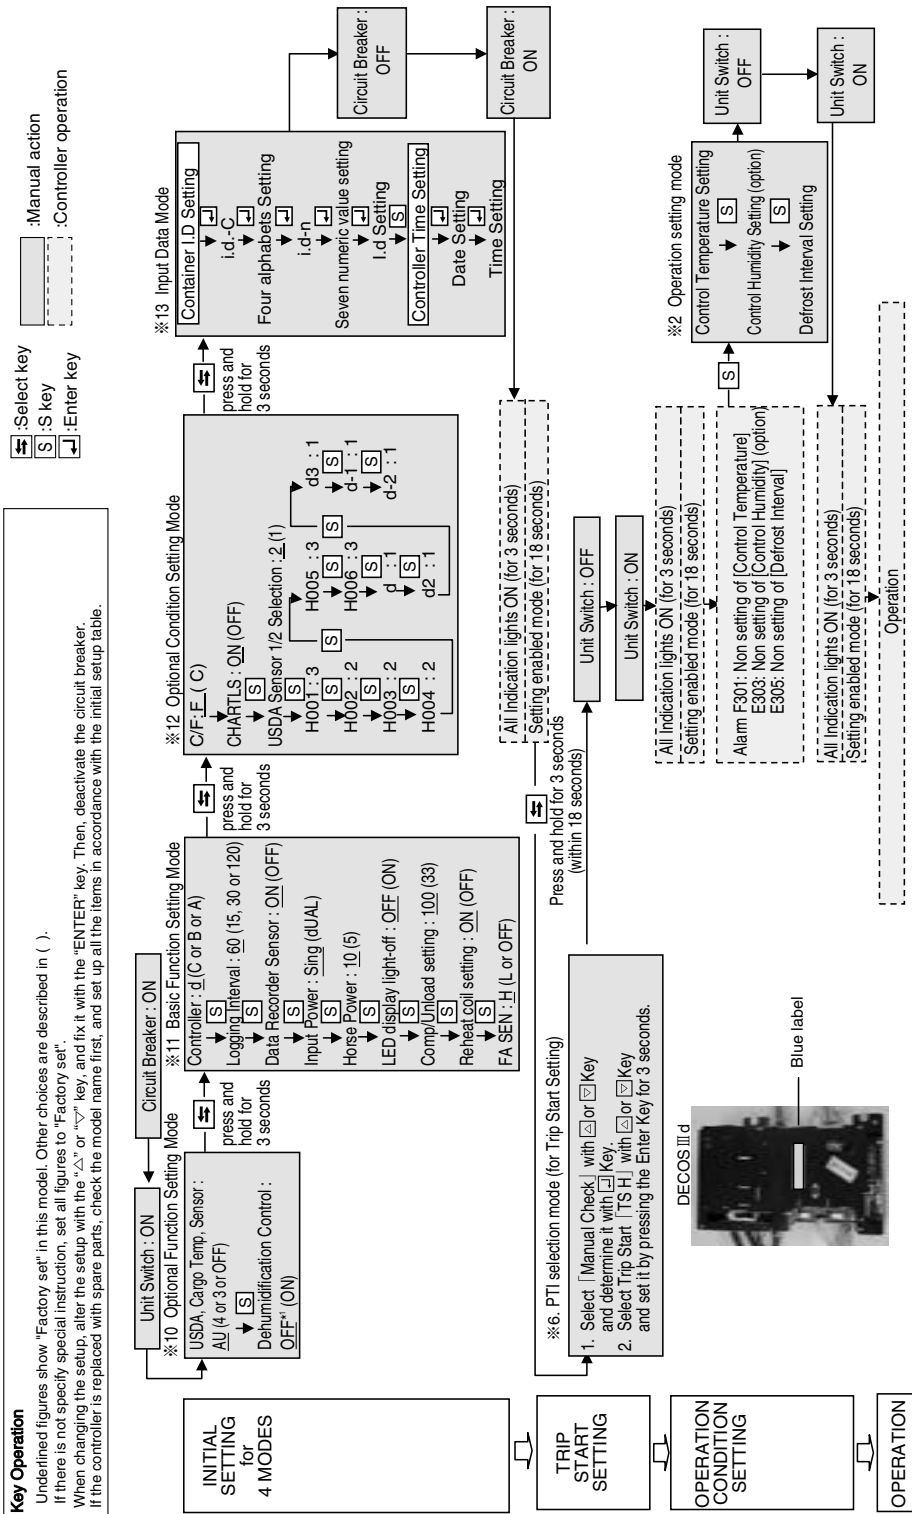 Key Operation
Underlined figures show "Factory set" in this model. Other choices are described in ( ).
If there is not specify special instruction, set all figures to "Factory set".
When changing the setup, alter the setup with the "△" or "▽" key, and fix it with the "ENTER" key. Then, deactivate the circuit breaker.
If the controller is replaced with spare parts, check the model name first, and set up all the items in accordance with the initial setup table.
⇆ :Select key
S :S key
↵ :Enter key
:Manual action
:Controller operation
INITIAL
SETTING
for
4 MODES
Unit Switch : ON
Circuit Breaker : ON
※10 Optional Function Setting Mode
USDA, Cargo Temp, Sensor :
AU (4 or 3 or OFF)
S
Dehumidification Control :
OFF*1 (ON)
⇆
press and
hold for
3 seconds
※11 Basic Function Setting Mode
Controller : d (C or B or A)
S
Logging Interval : 60 (15, 30 or 120)
S
Data Recorder Sensor : ON (OFF)
S
Input Power : Sing (dUAL)
S
Horse Power : 10 (5)
S
LED display light-off : OFF (ON)
S
Comp/Unload setting : 100 (33)
S
Reheat coil setting : ON (OFF)
S
FA SEN : H (L or OFF)
⇆
press and
hold for
3 seconds
※12 Optional Condition Setting Mode
C/F: F ( C)
CHARTLS : ON (OFF)
S
USDA Sensor 1/2 Selection : 2 (1)
S
H001 : 3
S
H002 : 2
S
H003 : 2
S
H004 : 2
S
H005 : 3
S
H006 : 3
S
d : 1
S
d2 : 1
S
d3 : 1
S
d-1 : 1
S
d-2 : 1
⇆
press and
hold for
3 seconds
※13 Input Data Mode
Container I.D Setting
↵
i.d.-C
↵
Four alphabets Setting
↵
i.d-n
↵
Seven numeric value setting
↵
I.d Setting
S
Controller Time Setting
↵
Date Setting
↵
Time Setting
Circuit Breaker :
OFF
Circuit Breaker :
ON
All Indication lights ON (for 3 seconds)
Setting enabled mode (for 18 seconds)
⇆
Press and hold for 3 seconds
(within 18 seconds)
TRIP
START
SETTING
※6. PTI selection mode (for Trip Start Setting)
1. Select ⌈Manual Check⌋ with △ or ▽ Key
and determine it with ↵ Key.
2. Select Trip Start ⌈TS H⌋ with △ or ▽ Key
and set it by pressing the Enter Key for 3 seconds.
Unit Switch : OFF
Unit Switch : ON
OPERATION
CONDITION
SETTING
DECOS III d
Blue label
All Indication lights ON (for 3 seconds)
Setting enabled mode (for 18 seconds)
Alarm F301: Non setting of [Control Temperature]
E303: Non setting of [Control Humidity] (option)
E305: Non setting of [Defrost Interval]
S
※2 Operation setting mode
Control Temperature Setting
S
Control Humidity Setting (option)
S
Defrost Interval Setting
Unit Switch :
OFF
Unit Switch :
ON
All Indication lights ON (for 3 seconds)
Setting enabled mode (for 18 seconds)
OPERATION
Operation